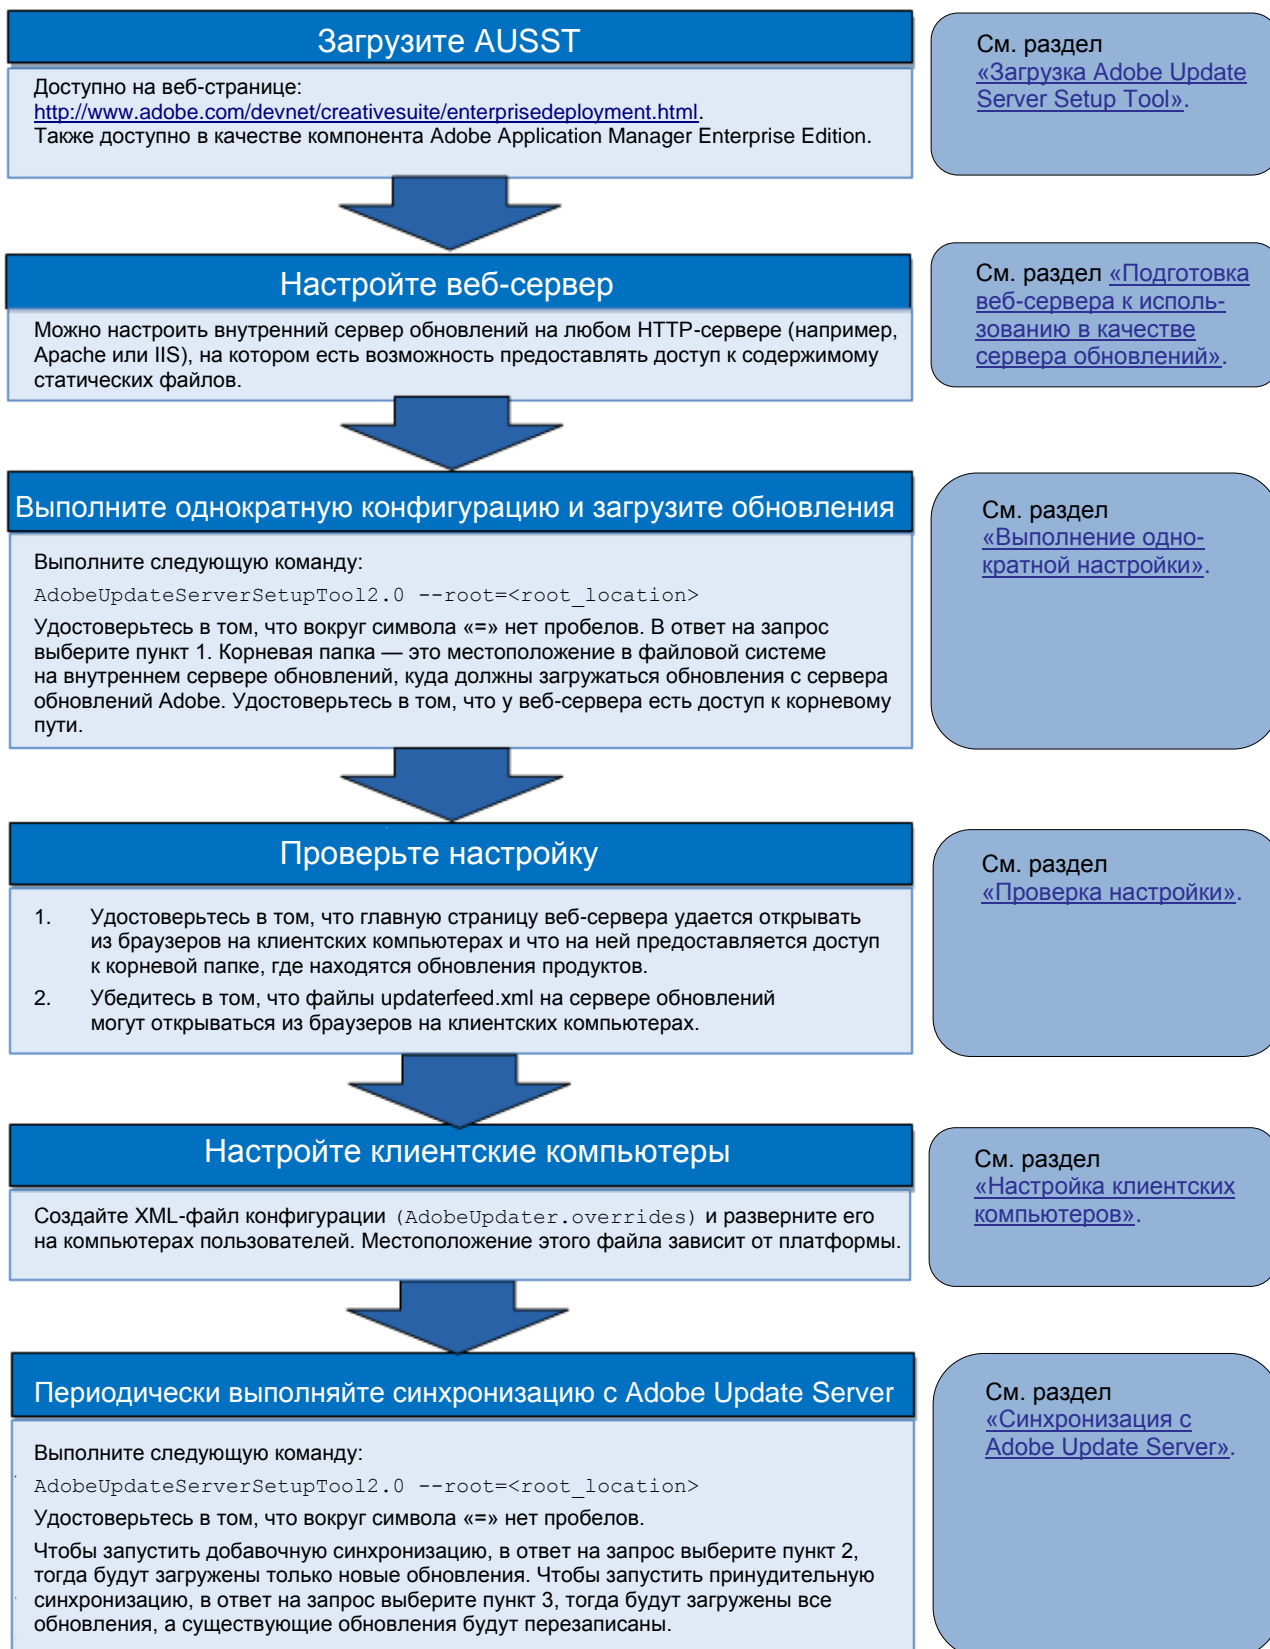 Загрузите AUSST
Доступно на веб-странице:
http://www.adobe.com/devnet/creativesuite/enterprisedeployment.html.
Также доступно в качестве компонента Adobe Application Manager Enterprise Edition.
См. раздел
«Загрузка Adobe Update
Server Setup Tool».
Настройте веб-сервер
Можно настроить внутренний сервер обновлений на любом HTTP-сервере (например,
Apache или IIS), на котором есть возможность предоставлять доступ к содержимому
статических файлов.
См. раздел «Подготовка
веб-сервера к исполь-
зованию в качестве
сервера обновлений».
Выполните однократную конфигурацию и загрузите обновления
Выполните следующую команду:
AdobeUpdateServerSetupTool2.0 --root=<root_location>
Удостоверьтесь в том, что вокруг символа «=» нет пробелов. В ответ на запрос
выберите пункт 1. Корневая папка — это местоположение в файловой системе
на внутреннем сервере обновлений, куда должны загружаться обновления с сервера
обновлений Adobe. Удостоверьтесь в том, что у веб-сервера есть доступ к корневому
пути.
См. раздел
«Выполнение одно-
кратной настройки».
Проверьте настройку
1. Удостоверьтесь в том, что главную страницу веб-сервера удается открывать
из браузеров на клиентских компьютерах и что на ней предоставляется доступ
к корневой папке, где находятся обновления продуктов.
2. Убедитесь в том, что файлы updaterfeed.xml на сервере обновлений
могут открываться из браузеров на клиентских компьютерах.
См. раздел
«Проверка настройки».
Настройте клиентские компьютеры
Создайте XML-файл конфигурации (AdobeUpdater.overrides) и разверните его
на компьютерах пользователей. Местоположение этого файла зависит от платформы.
См. раздел
«Настройка клиентских
компьютеров».
Периодически выполняйте синхронизацию с Adobe Update Server
Выполните следующую команду:
AdobeUpdateServerSetupTool2.0 --root=<root_location>
Удостоверьтесь в том, что вокруг символа «=» нет пробелов.
Чтобы запустить добавочную синхронизацию, в ответ на запрос выберите пункт 2,
тогда будут загружены только новые обновления. Чтобы запустить принудительную
синхронизацию, в ответ на запрос выберите пункт 3, тогда будут загружены все
обновления, а существующие обновления будут перезаписаны.
См. раздел
«Синхронизация с
Adobe Update Server».